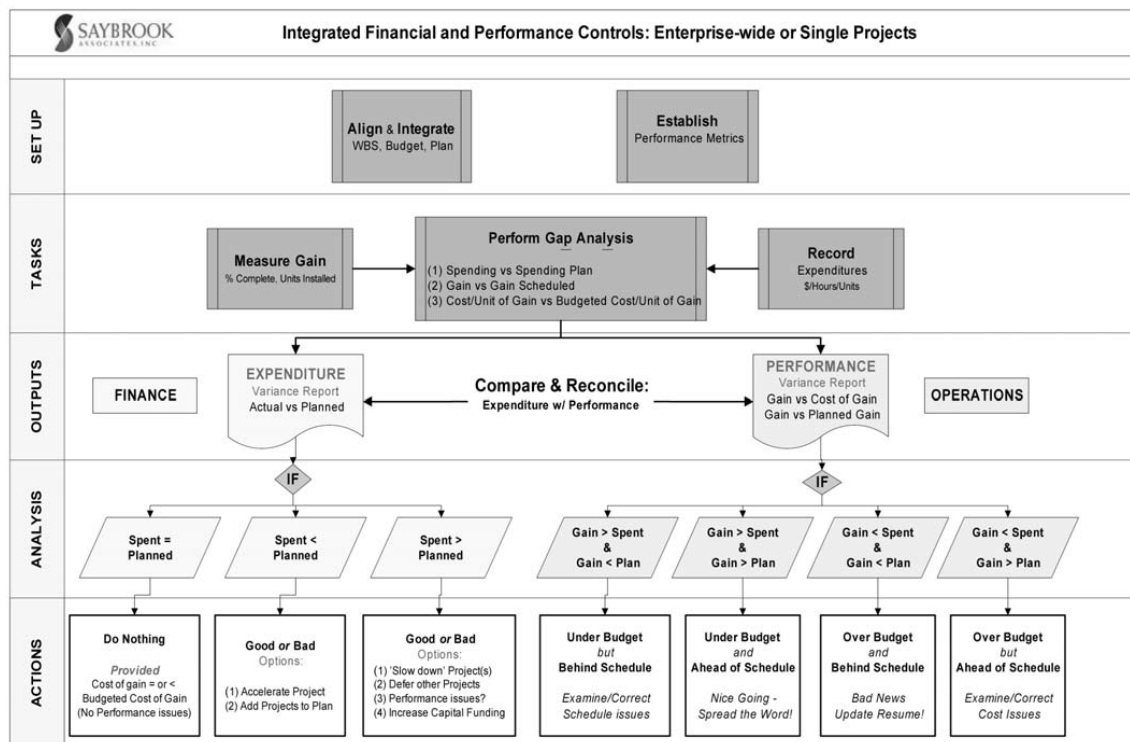 SAYBROOK
ASSOCIATES.INC
Integrated Financial and Performance Controls: Enterprise-wide or Single Projects
SET UP
Align & Integrate
WBS, Budget, Plan
Establish
Performance Metrics
TASKS
Measure Gain
% Complete, Units Installed
Perform Gap Analysis
(1) Spending vs Spending Plan
(2) Gain vs Gain Scheduled
(3) Cost/Unit of Gain vs Budgeted Cost/Unit of Gain
Record
Expenditures
$/Hours/Units
OUTPUTS
FINANCE
EXPENDITURE
Variance Report
Actual vs Planned
Compare & Reconcile:
Expenditure w/ Performance
PERFORMANCE
Variance Report
Gain vs Cost of Gain
Gain vs Planned Gain
OPERATIONS
ANALYSIS
IF
IF
Spent =
Planned
Spent <
Planned
Spent >
Planned
Gain > Spent
&
Gain < Plan
Gain > Spent
&
Gain > Plan
Gain < Spent
&
Gain < Plan
Gain < Spent
&
Gain > Plan
ACTIONS
Do Nothing
Provided
Cost of gain = or <
Budgeted Cost of Gain
(No Performance issues)
Good or Bad
Options:
(1) Accelerate Project
(2) Add Projects to Plan
Good or Bad
Options:
(1) 'Slow down' Project(s)
(2) Defer other Projects
(3) Performance issues?
(4) Increase Capital Funding
Under Budget
but
Behind Schedule
Examine/Correct
Schedule issues
Under Budget
and
Ahead of Schedule
Nice Going -
Spread the Word!
Over Budget
and
Behind Schedule
Bad News
Update Resume!
Over Budget
but
Ahead of Schedule
Examine/Correct
Cost Issues